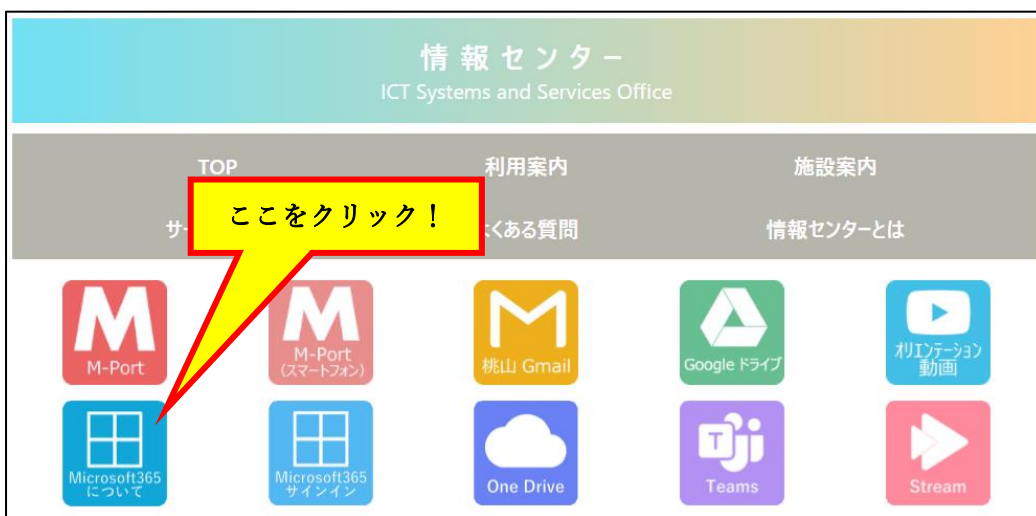 情報センター
ICT Systems and Services Office
TOP
利用案内
施設案内
ここをクリック！
サー
よくある質問
情報センターとは
M-Port
M-Port
(スマートフォン)
桃山 Gmail
Google ドライブ
オリエンテーション
動画
Microsoft365
について
Microsoft365
サインイン
One Drive
Teams
Stream